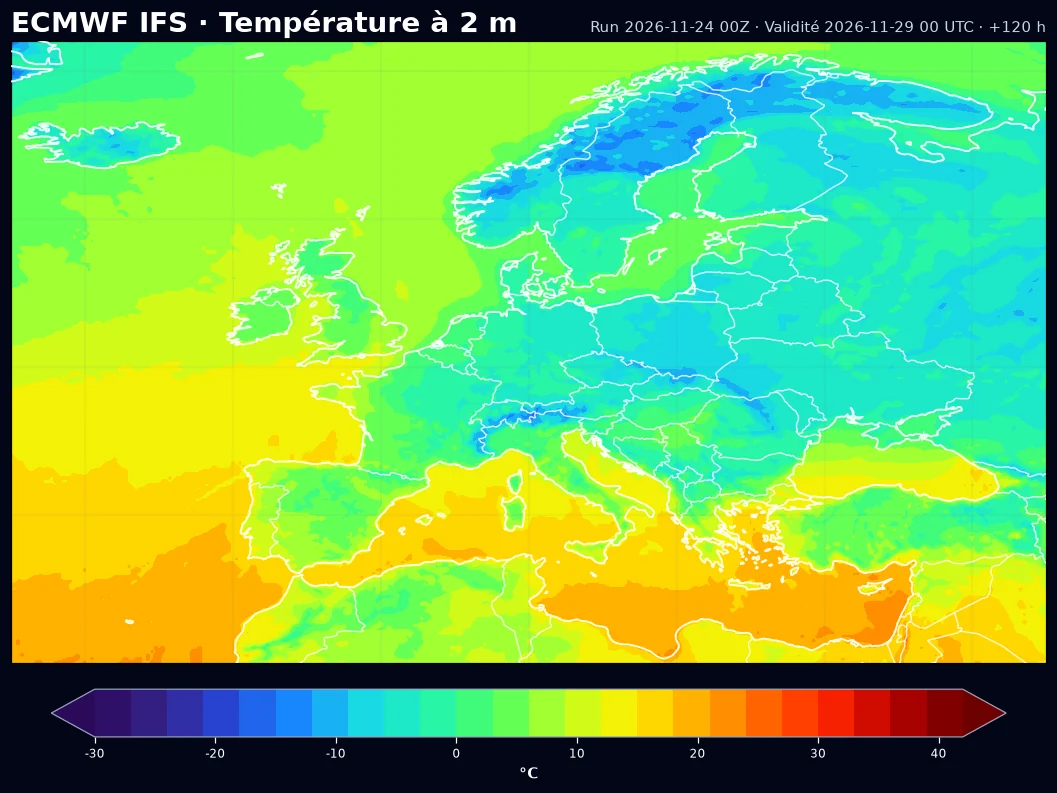 ECMWF IFS · Température à 2 m
Run 2026-11-24 00Z · Validité 2026-11-29 00 UTC · +120 h
-30 -20 -10 0 10 20 30 40
°C